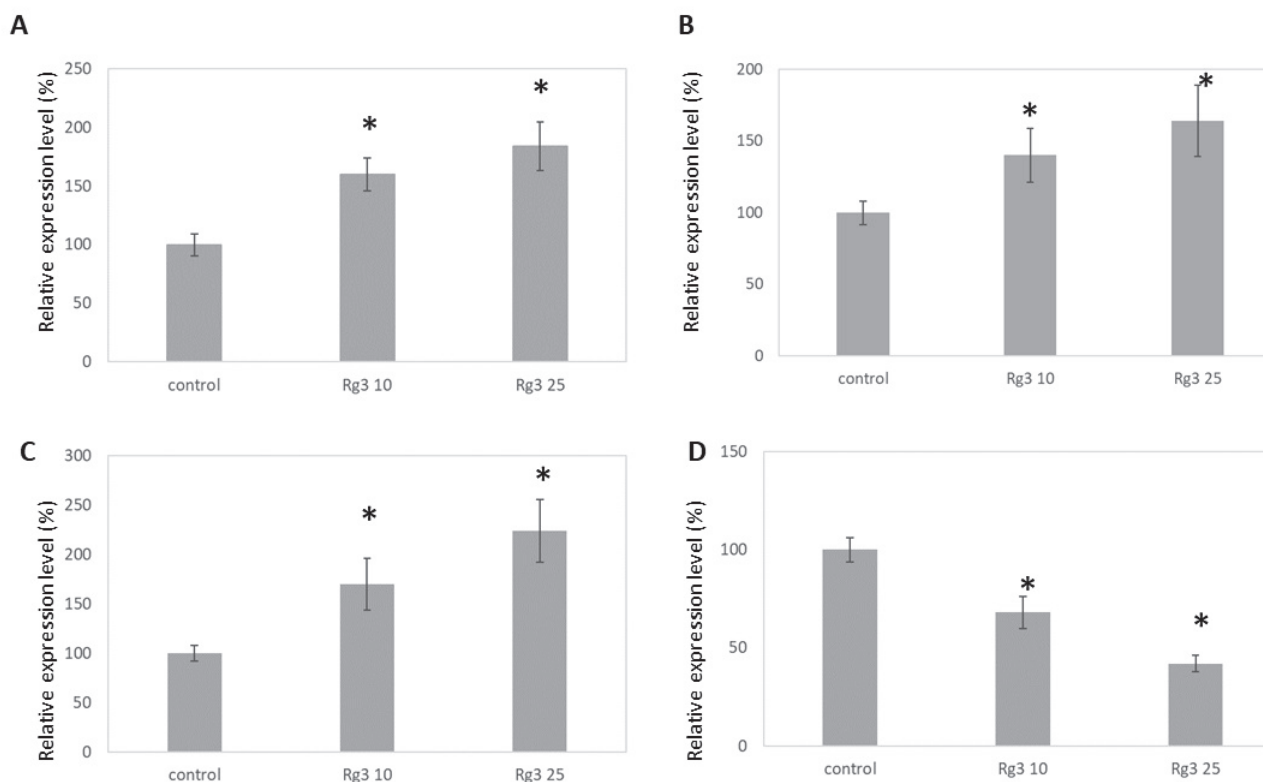 A
Relative expression level (%)
250
200
150
100
50
0
*
*
control
Rg3 10
Rg3 25
B
Relative expression level (%)
200
150
100
50
0
*
*
control
Rg3 10
Rg3 25
C
Relative expression level (%)
300
250
200
150
100
50
0
*
*
control
Rg3 10
Rg3 25
D
Relative expression level (%)
150
100
50
0
*
*
control
Rg3 10
Rg3 25